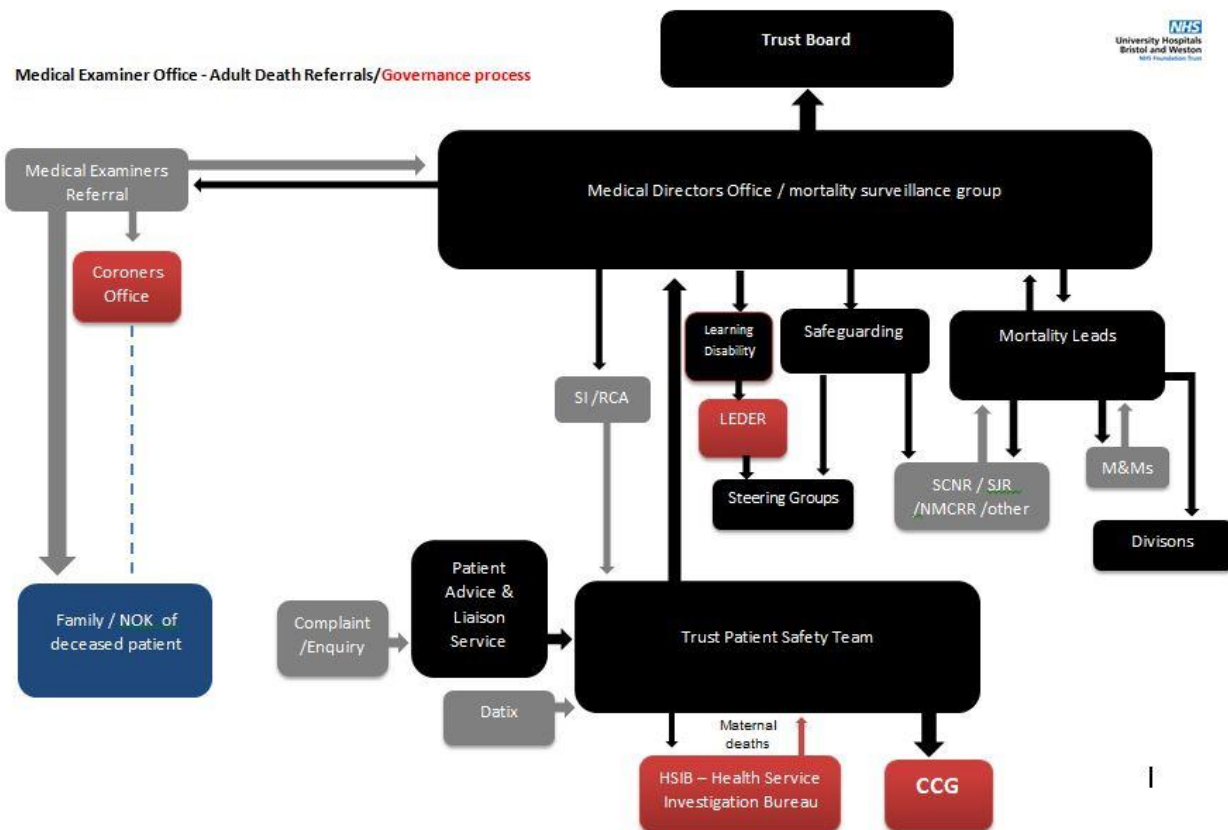 Trust Board
NHS
University Hospitals
Bristol and Weston
NHS Foundation Trust
Medical Examiner Office - Adult Death Referrals/Governance process
Medical Examiners
Referral
Medical Directors Office / mortality surveillance group
Coroners
Office
Learning
Disability
Safeguarding
Mortality Leads
SI /RCA
LEDER
M&Ms
Steering Groups
SCNR / SJR
/NMCRR /other
Divisons
Patient
Advice &
Liaison
Service
Family / NOK of
deceased patient
Complaint
/Enquiry
Trust Patient Safety Team
Datix
Maternal
deaths
HSIB – Health Service
Investigation Bureau
CCG